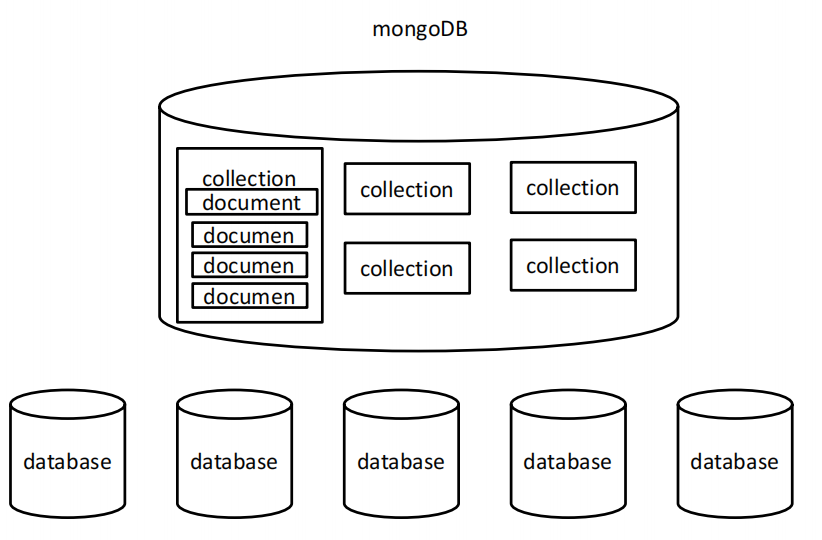 mongoDB
collection
document
documen
documen
documen
collection
collection
collection
collection
database
database
database
database
database